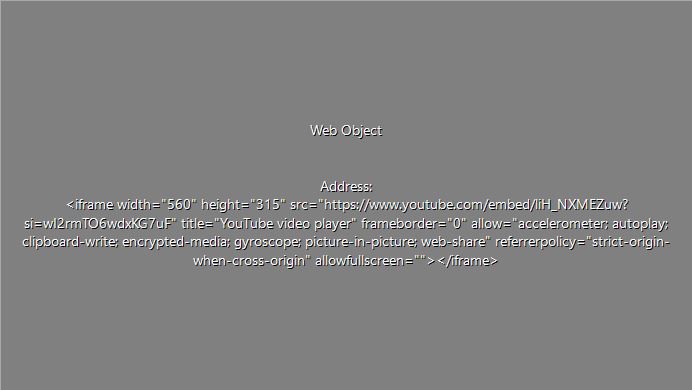 Web Object
Address:
<iframe width="560" height="315" src="https://www.youtube.com/embed/IiH_NXMEZuw?
si=wI2rmTO6wdxKG7uF" title="YouTube video player" frameborder="0" allow="accelerometer; autoplay;
clipboard-write; encrypted-media; gyroscope; picture-in-picture; web-share" referrerpolicy="strict-origin-
when-cross-origin" allowfullscreen=""></iframe>